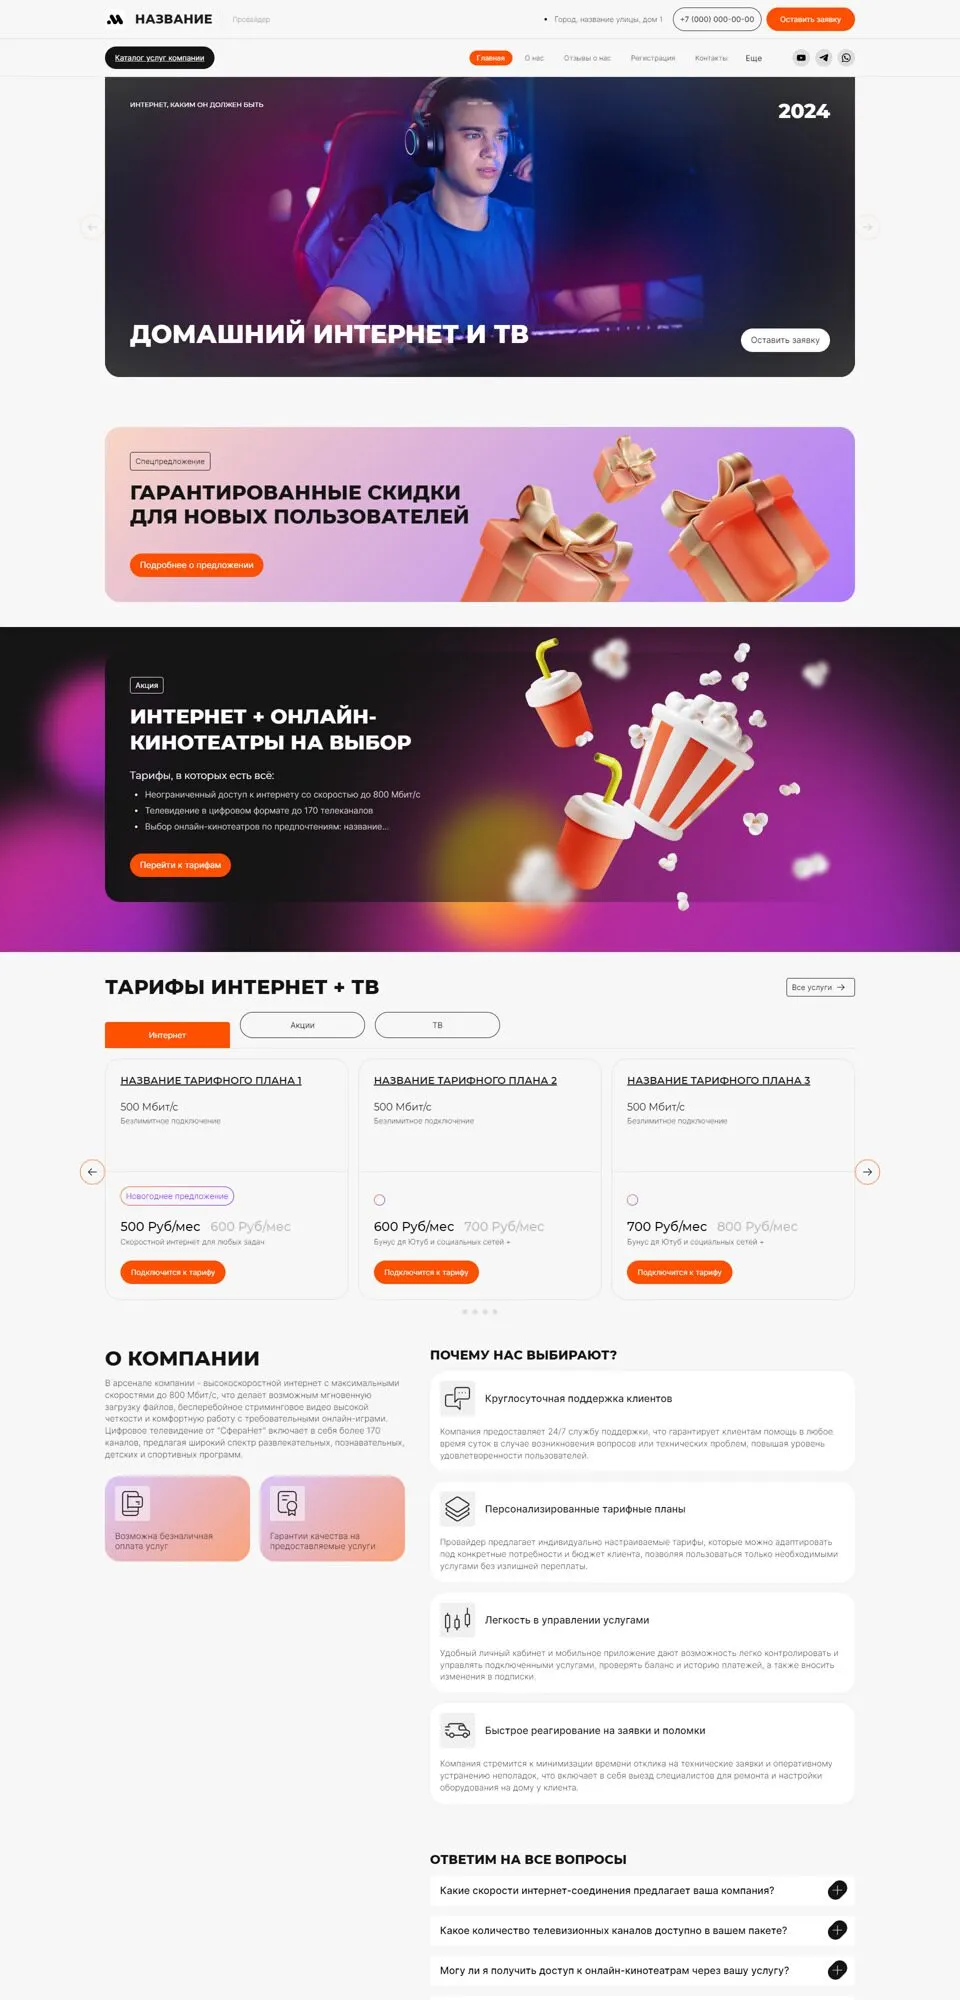 НАЗВАНИЕ
Провайдер
Город, название улицы, дом 1
+7 (000) 000-00-00
Оставить заявку
Каталог услуг компании
Главная
О нас
Отзывы о нас
Регистрация
Контакты
Еще
ИНТЕРНЕТ, КАКИМ ОН ДОЛЖЕН БЫТЬ
2024
ДОМАШНИЙ ИНТЕРНЕТ И ТВ
Оставить заявку
Спецпредложение
ГАРАНТИРОВАННЫЕ СКИДКИ
ДЛЯ НОВЫХ ПОЛЬЗОВАТЕЛЕЙ
Подробнее о предложении
Акция
ИНТЕРНЕТ + ОНЛАЙН-
КИНОТЕАТРЫ НА ВЫБОР
Тарифы, в которых есть всё:
Неограниченный доступ к интернету со скоростью до 800 Мбит/с
Телевидение в цифровом формате до 170 телеканалов
Выбор онлайн-кинотеатров по предпочтениям: название...
Перейти к тарифам
ТАРИФЫ ИНТЕРНЕТ + ТВ
Все услуги
Интернет
Акции
ТВ
НАЗВАНИЕ ТАРИФНОГО ПЛАНА 1
500 Мбит/с
Безлимитное подключение
Новогоднее предложение
500 Руб/мес 600 Руб/мес
Скоростной интернет для любых задач
Подключится к тарифу
НАЗВАНИЕ ТАРИФНОГО ПЛАНА 2
500 Мбит/с
Безлимитное подключение
600 Руб/мес 700 Руб/мес
Бунус дя Ютуб и социальных сетей +
Подключится к тарифу
НАЗВАНИЕ ТАРИФНОГО ПЛАНА 3
500 Мбит/с
Безлимитное подключение
700 Руб/мес 800 Руб/мес
Бунус дя Ютуб и социальных сетей +
Подключится к тарифу
О КОМПАНИИ
В арсенале компании - высокоскоростной интернет с максимальными
скоростями до 800 Мбит/с, что делает возможным мгновенную
загрузку файлов, бесперебойное стриминговое видео высокой
четкости и комфортную работу с требовательными онлайн-играми.
Цифровое телевидение от "СфераНет" включает в себя более 170
каналов, предлагая широкий спектр развлекательных, познавательных,
детских и спортивных программ.
Возможна безналичная
оплата услуг
Гарантии качества на
предоставляемые услуги
ПОЧЕМУ НАС ВЫБИРАЮТ?
Круглосуточная поддержка клиентов
Компания предоставляет 24/7 службу поддержки, что гарантирует клиентам помощь в любое
время суток в случае возникновения вопросов или технических проблем, повышая уровень
удовлетворенности пользователей.
Персонализированные тарифные планы
Провайдер предлагает индивидуально настраиваемые тарифы, которые можно адаптировать
под конкретные потребности и бюджет клиента, позволяя пользоваться только необходимыми
услугами без излишней переплаты.
Легкость в управлении услугами
Удобный личный кабинет и мобильное приложение дают возможность легко контролировать и
управлять подключенными услугами, проверять баланс и историю платежей, а также вносить
изменения в подписки.
Быстрое реагирование на заявки и поломки
Компания стремится к минимизации времени отклика на технические заявки и оперативному
устранению неполадок, что включает в себя выезд специалистов для ремонта и настройки
оборудования на дому у клиента.
ОТВЕТИМ НА ВСЕ ВОПРОСЫ
Какие скорости интернет-соединения предлагает ваша компания?
Какое количество телевизионных каналов доступно в вашем пакете?
Могу ли я получить доступ к онлайн-кинотеатрам через вашу услугу?